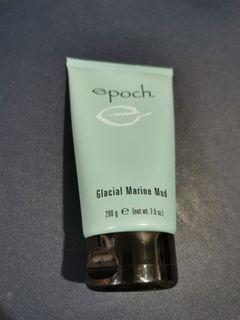 epoch.
Glacial Marine Mud
200 g ℮ (net wt. 7.0 oz.)